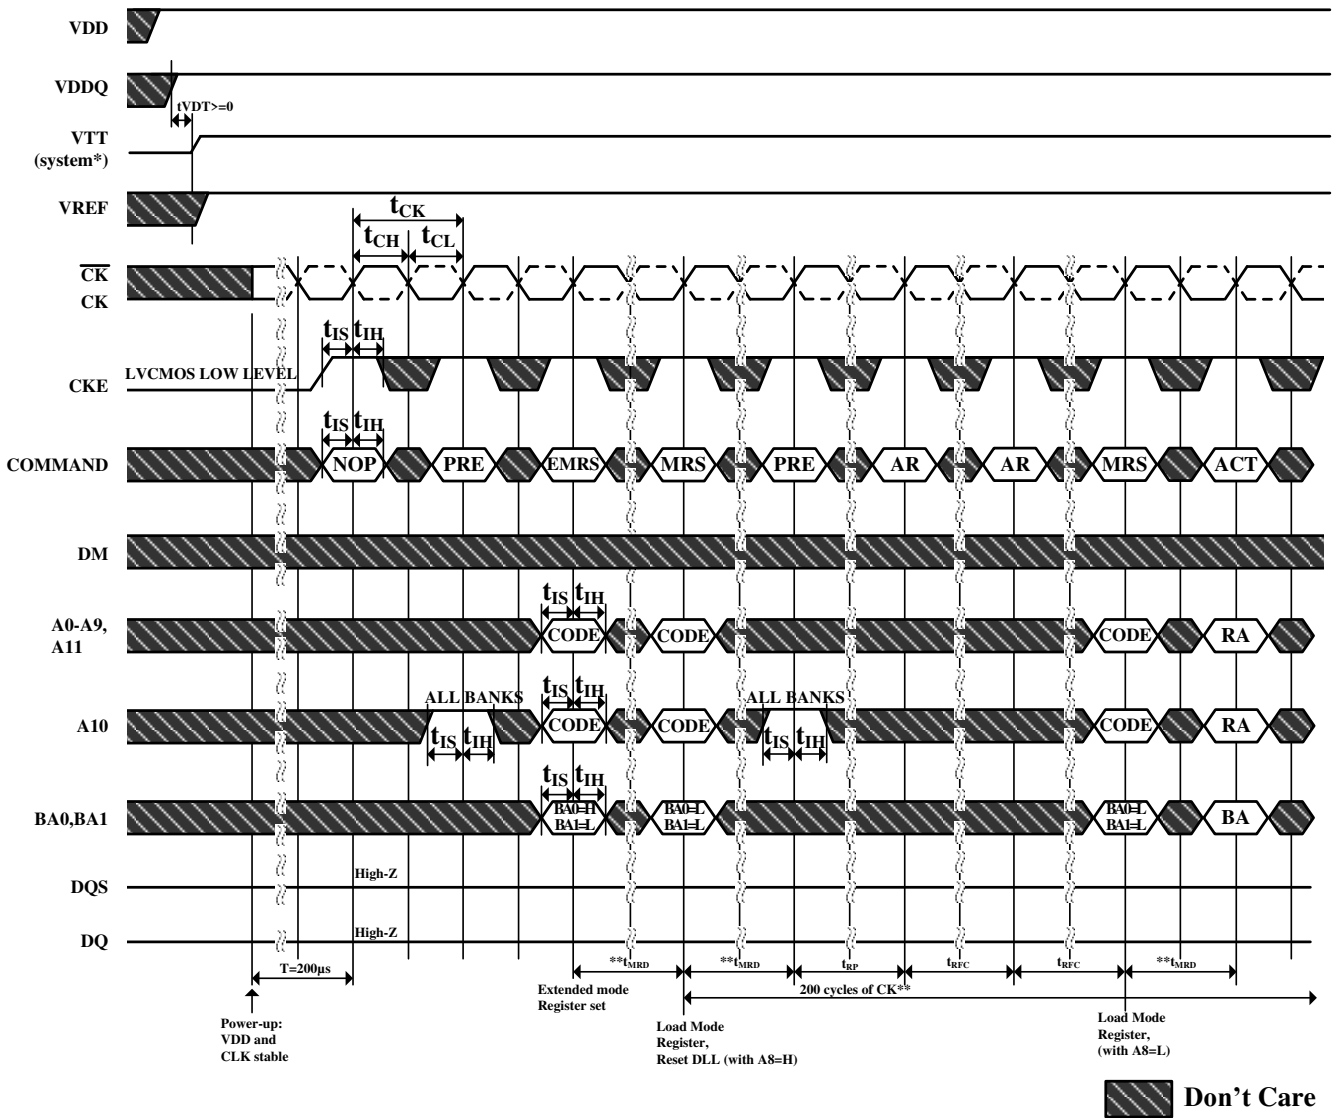 VDD
VDDQ
tVDT>=0
VTT
(system*)
VREF
tCK
tCH tCL
CK
CK
tIS tIH
LVCMOS LOW LEVEL
CKE
tIS tIH
COMMAND NOP PRE EMRS MRS PRE AR AR MRS ACT
DM
tIS tIH
A0-A9,
A11
CODE CODE CODE RA
ALL BANKS tIS tIH ALL BANKS
A10 CODE CODE CODE RA
tIS tIH tIS tIH
tIS tIH
BA0,BA1 BA0=H BA1=L BA0=L BA1=L BA0=L BA1=L BA
High-Z
DQS
High-Z
DQ
T=200µs **tMRD **tMRD tRP tRFC tRFC **tMRD
200 cycles of CK**
Extended mode
Register set
Power-up:
VDD and
CLK stable
Load Mode
Register,
Reset DLL (with A8=H)
Load Mode
Register,
(with A8=L)
Don't Care